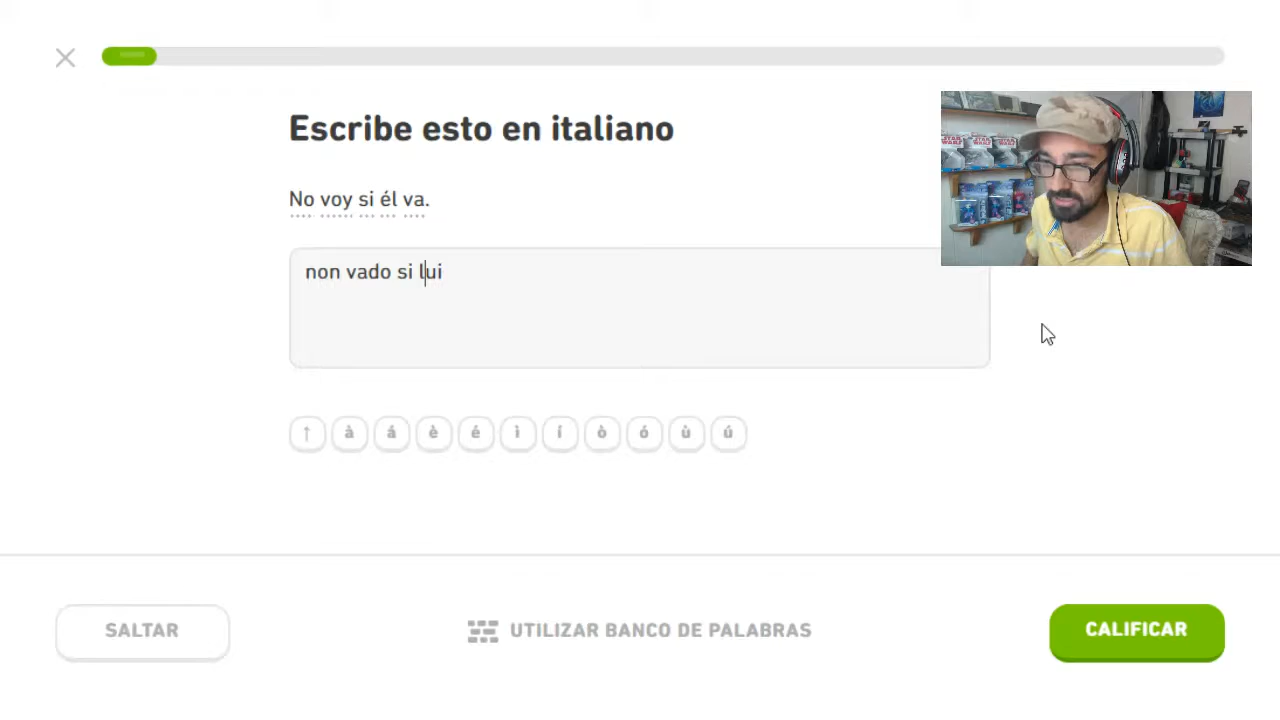 Escribe esto en italiano
No voy si él va.
non vado si lui
↑ à á è é ì í ò ó ù ú
SALTAR
UTILIZAR BANCO DE PALABRAS
CALIFICAR